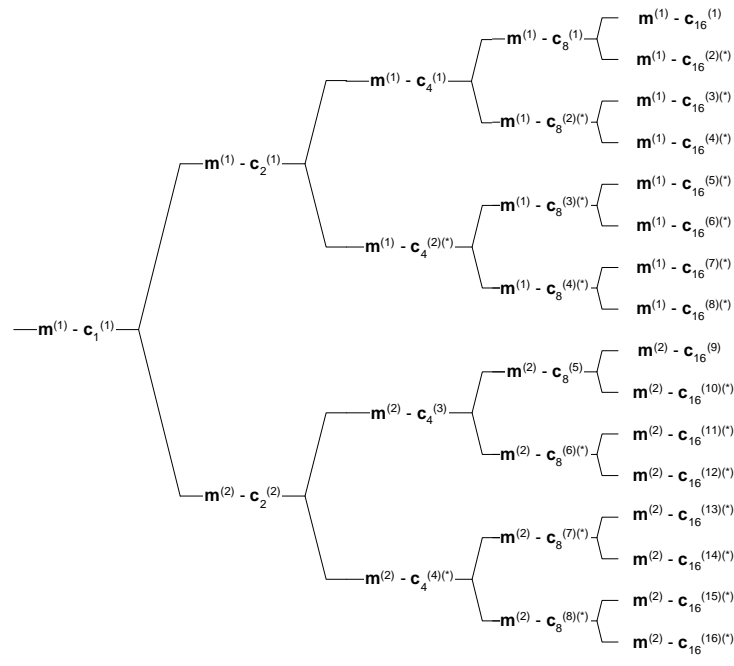 m(1) - c1(1)
m(1) - c2(1)
m(2) - c2(2)
m(1) - c4(1)
m(1) - c4(2)(*)
m(2) - c4(3)
m(2) - c4(4)(*)
m(1) - c8(1)
m(1) - c8(2)(*)
m(1) - c8(3)(*)
m(1) - c8(4)(*)
m(2) - c8(5)
m(2) - c8(6)(*)
m(2) - c8(7)(*)
m(2) - c8(8)(*)
m(1) - c16(1)
m(1) - c16(2)(*)
m(1) - c16(3)(*)
m(1) - c16(4)(*)
m(1) - c16(5)(*)
m(1) - c16(6)(*)
m(1) - c16(7)(*)
m(1) - c16(8)(*)
m(2) - c16(9)
m(2) - c16(10)(*)
m(2) - c16(11)(*)
m(2) - c16(12)(*)
m(2) - c16(13)(*)
m(2) - c16(14)(*)
m(2) - c16(15)(*)
m(2) - c16(16)(*)